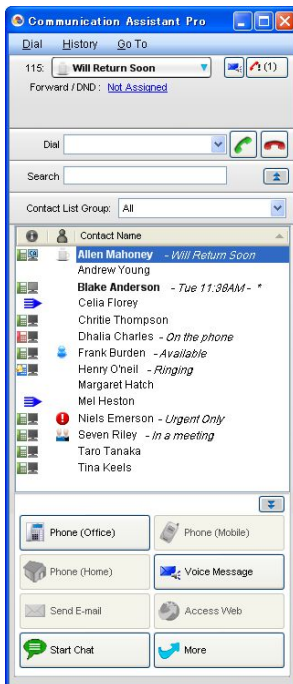 Communication Assistant Pro
Dial History Go To
115: Will Return Soon (1)
Forward / DND : Not Assigned
Dial
Search
Contact List Group: All
Contact Name
Allen Mahoney - Will Return Soon
Andrew Young
Blake Anderson - Tue 11:38AM - *
Celia Florey
Chritie Thompson
Dhalia Charles - On the phone
Frank Burden - Available
Henry O'neil - Ringing
Margaret Hatch
Mel Heston
Niels Emerson - Urgent Only
Seven Riley - In a meeting
Taro Tanaka
Tina Keels
Phone (Office) Phone (Mobile)
Phone (Home) Voice Message
Send E-mail Access Web
Start Chat More